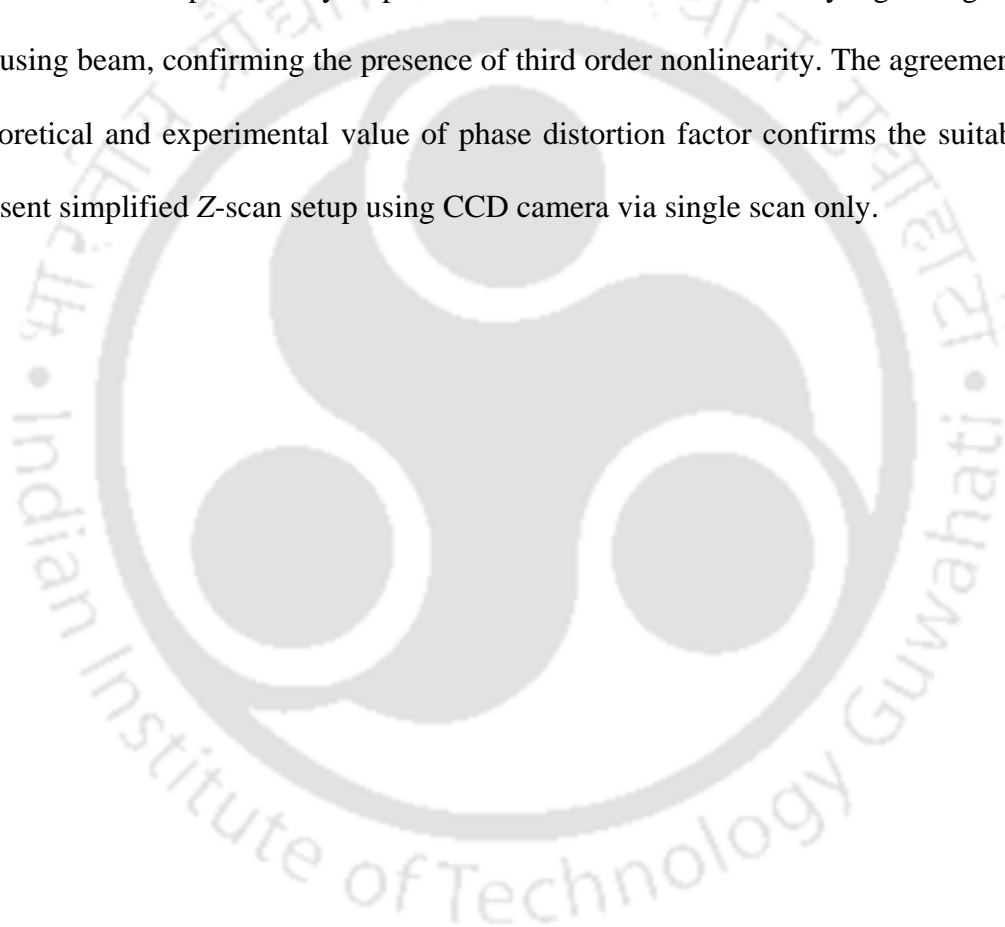 using beam, confirming the presence of third order nonlinearity. The agreemen
oretical and experimental value of phase distortion factor confirms the suitab
sent simplified Z-scan setup using CCD camera via single scan only.
गुवाहाटी
• Indian Institute of Technology Guwahati •